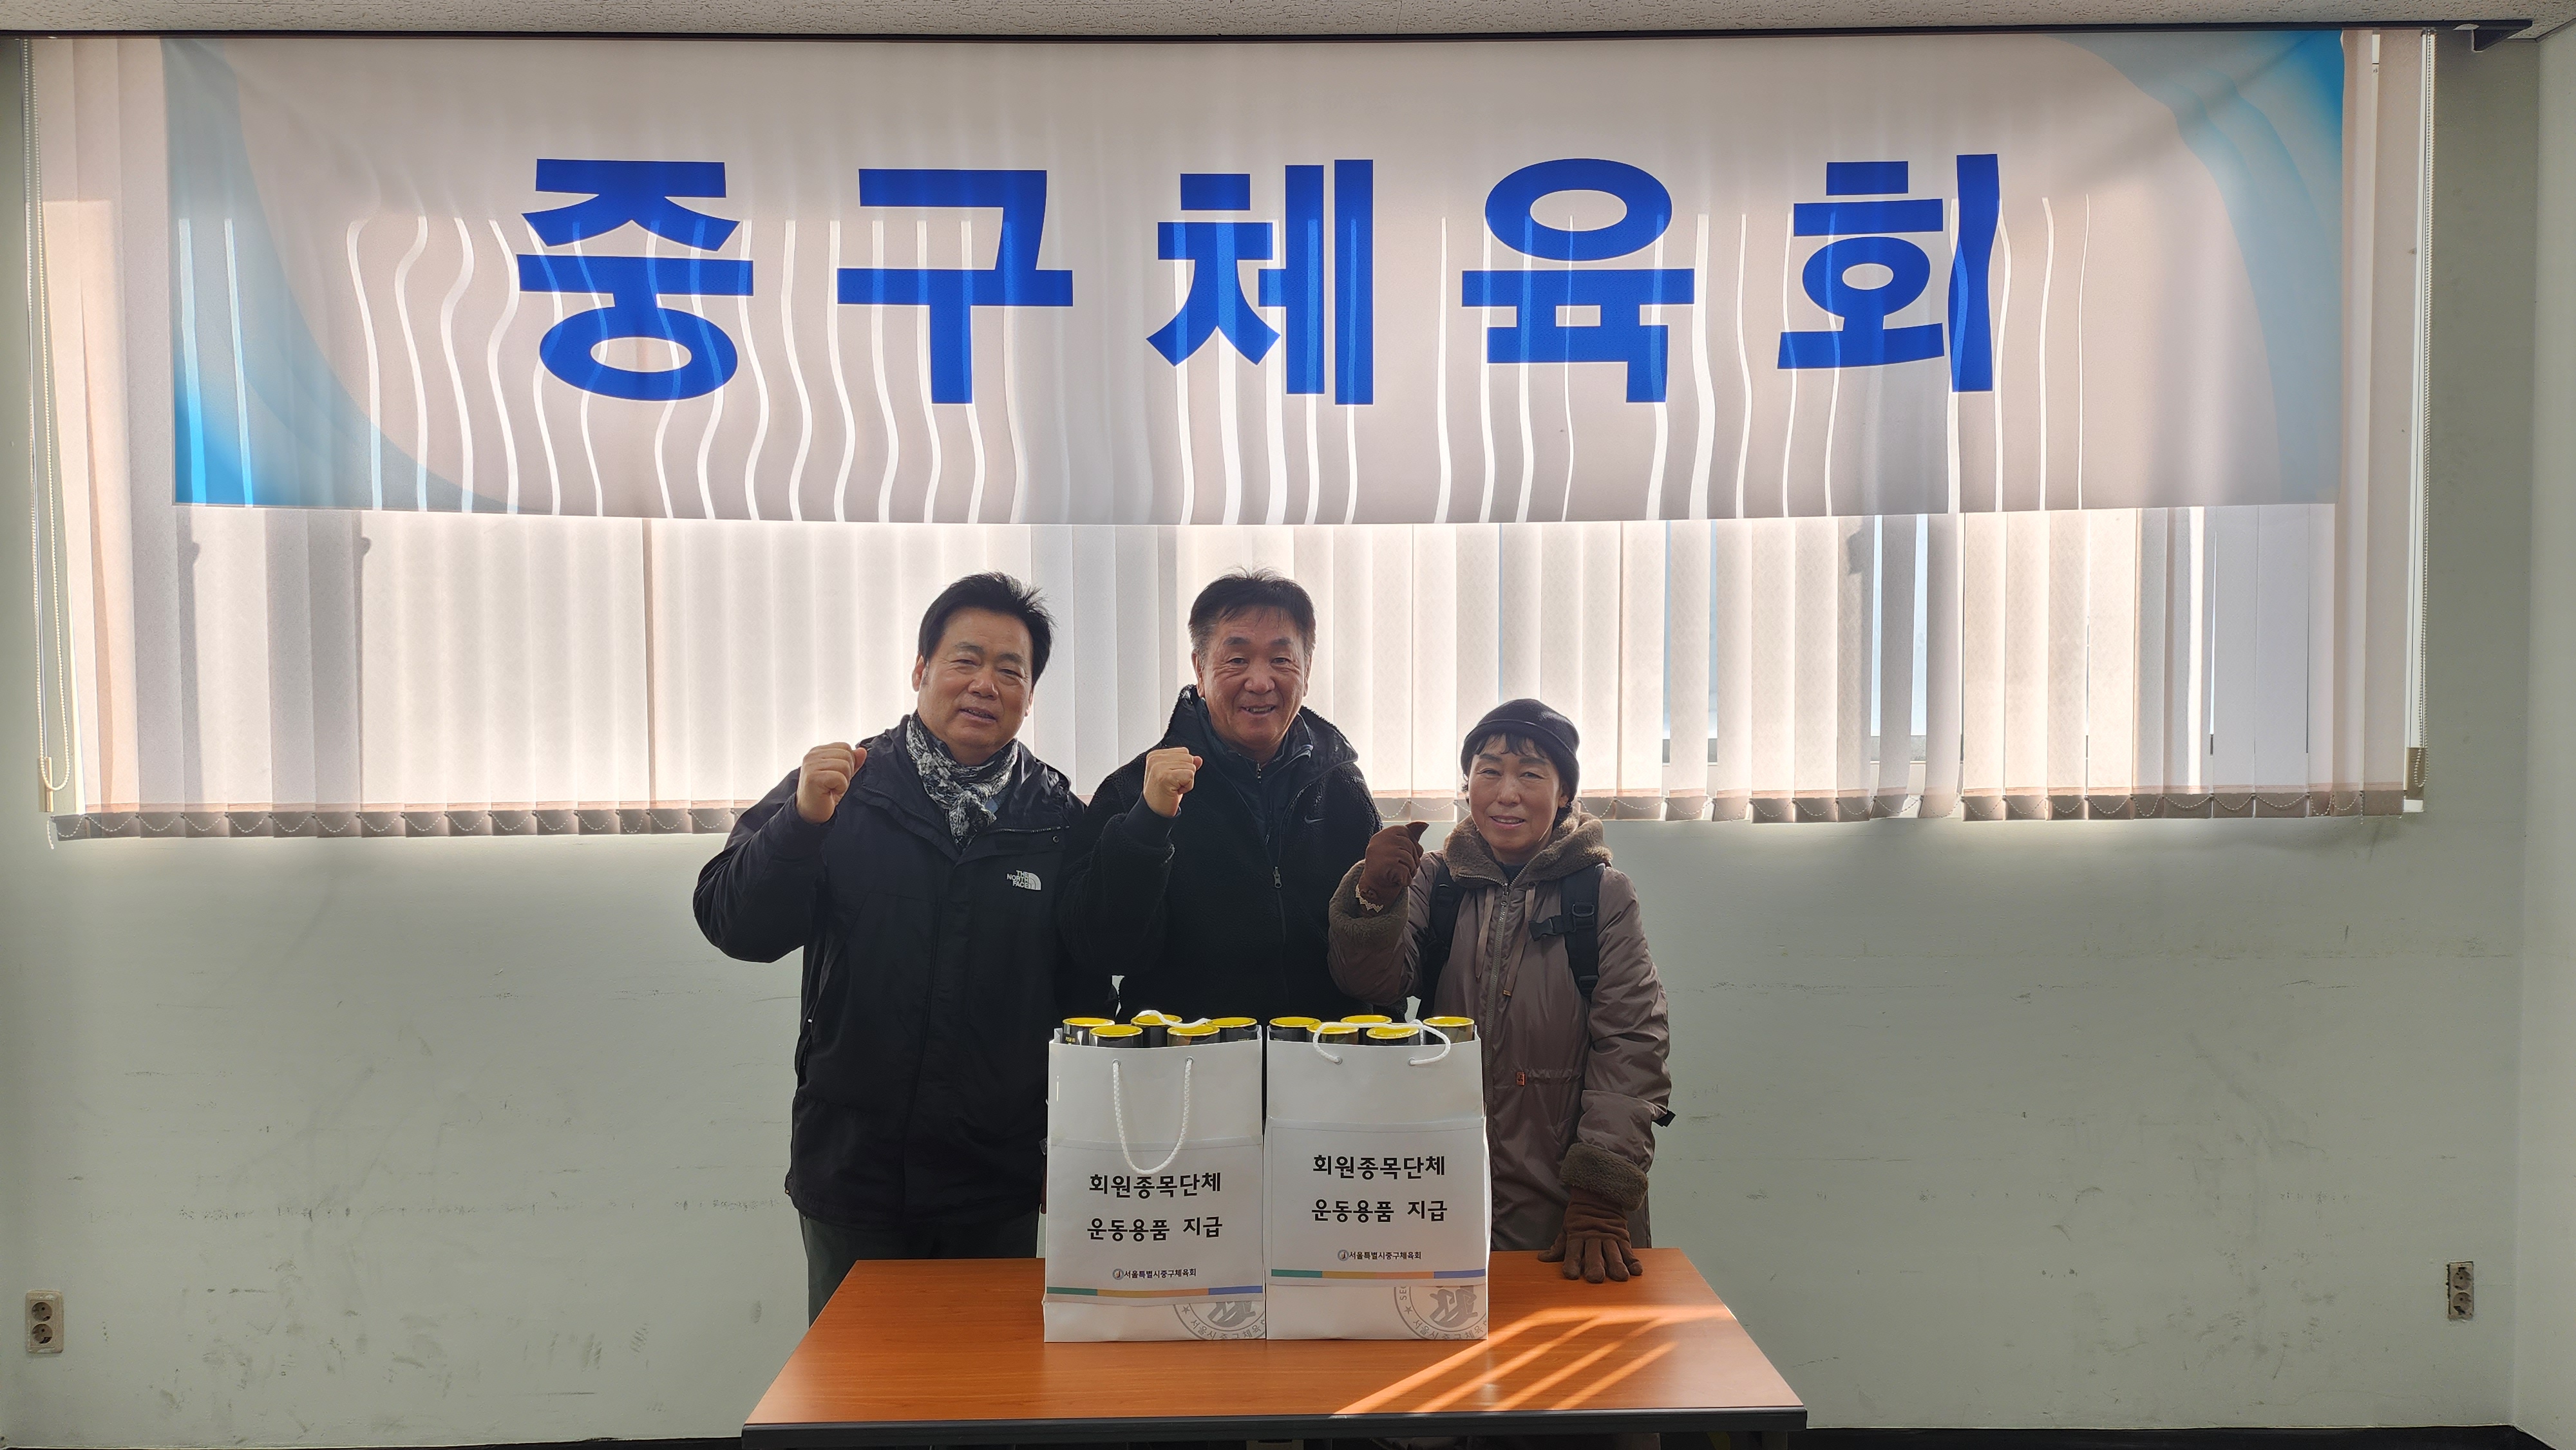 중구체육회
THE
NORTH
FACE
회원종목단체
운동용품 지급
서울특별시중구체육회
회원종목단체
운동용품 지급
서울특별시중구체육회